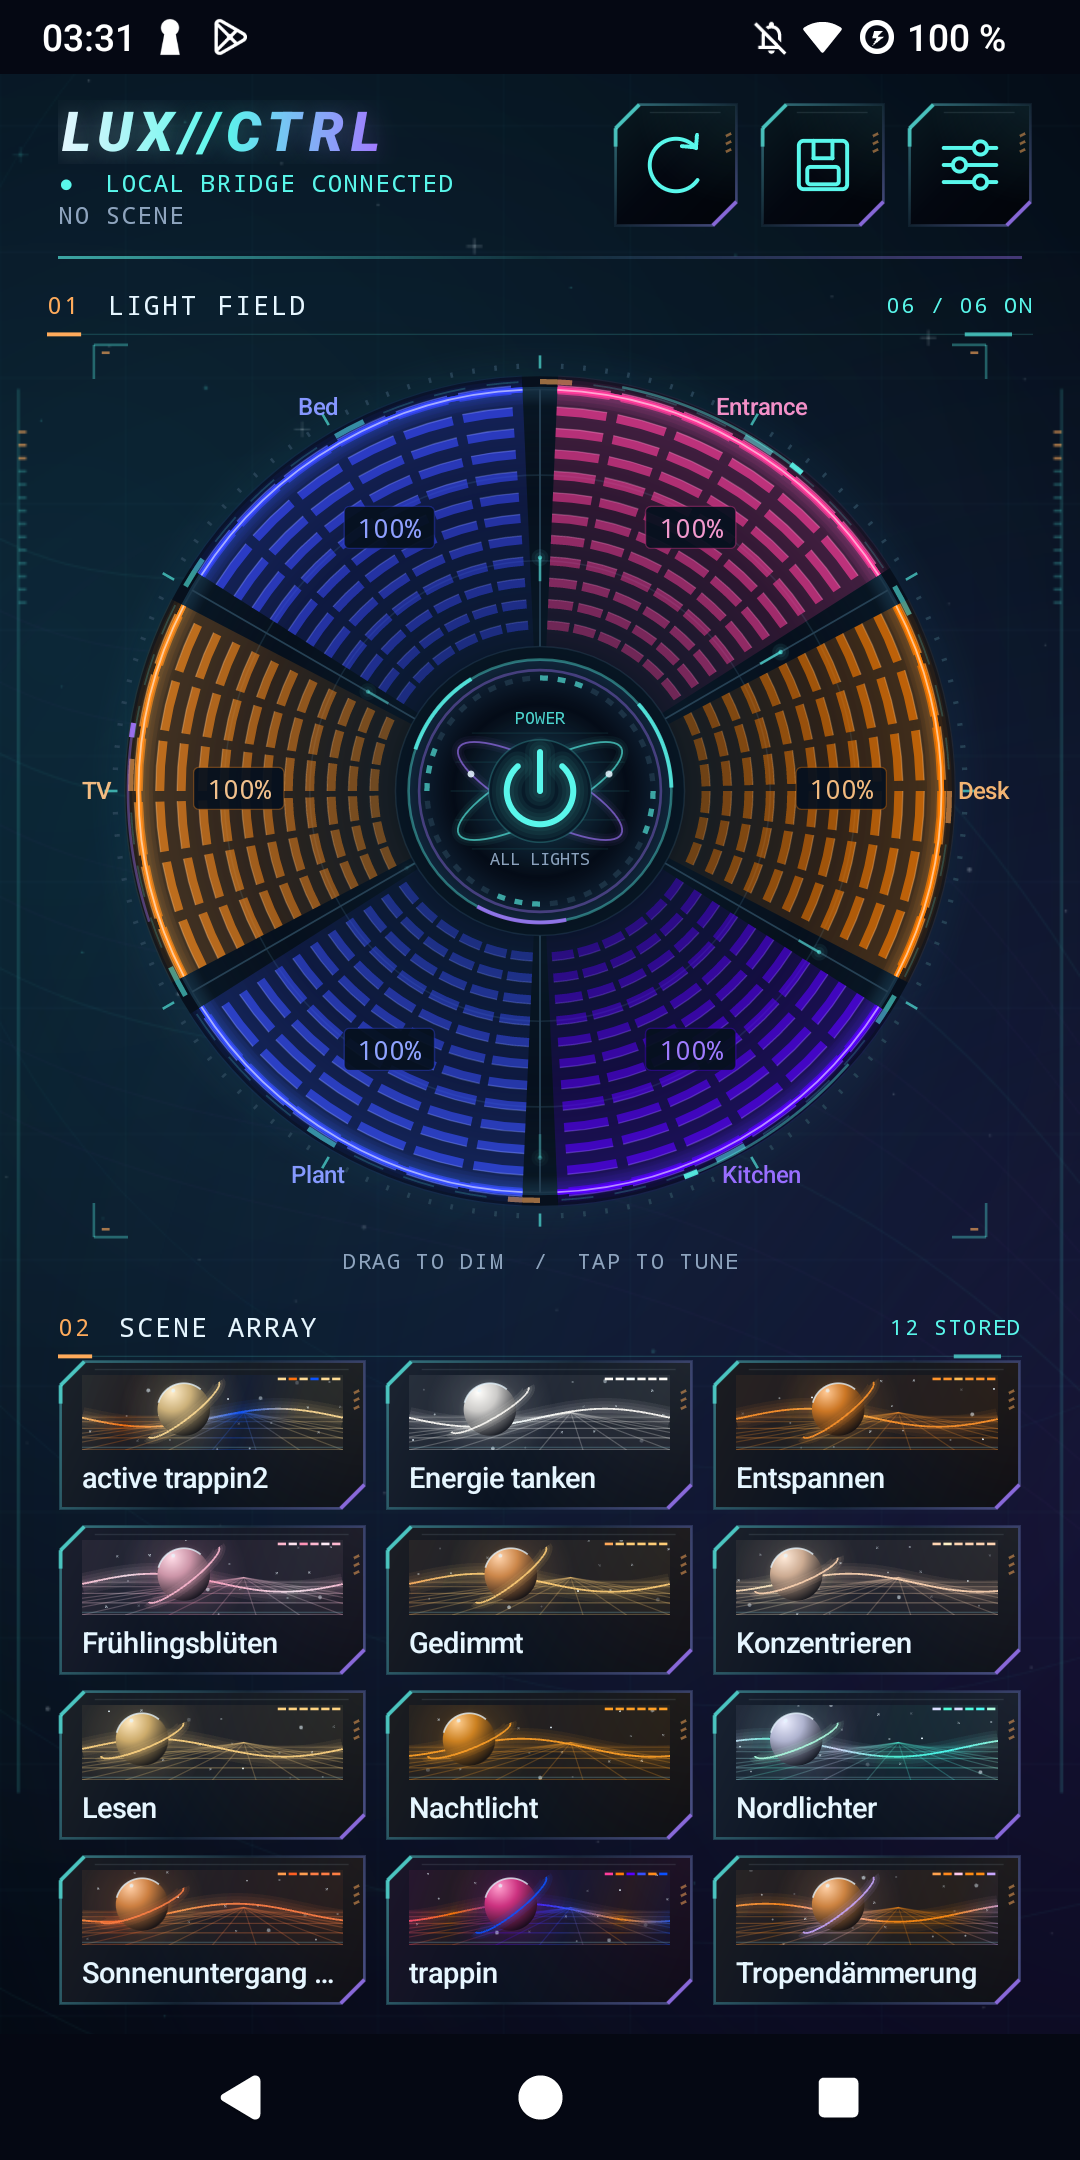 03:31
100 %
LUX//CTRL
LOCAL BRIDGE CONNECTED
NO SCENE
01 LIGHT FIELD
06 / 06 ON
Bed
Entrance
100%
100%
POWER
TV
100%
100%
Desk
ALL LIGHTS
100%
100%
Plant
Kitchen
DRAG TO DIM / TAP TO TUNE
02 SCENE ARRAY
12 STORED
active trappin2
Energie tanken
Entspannen
Frühlingsblüten
Gedimmt
Konzentrieren
Lesen
Nachtlicht
Nordlichter
Sonnenuntergang ...
trappin
Tropendämmerung